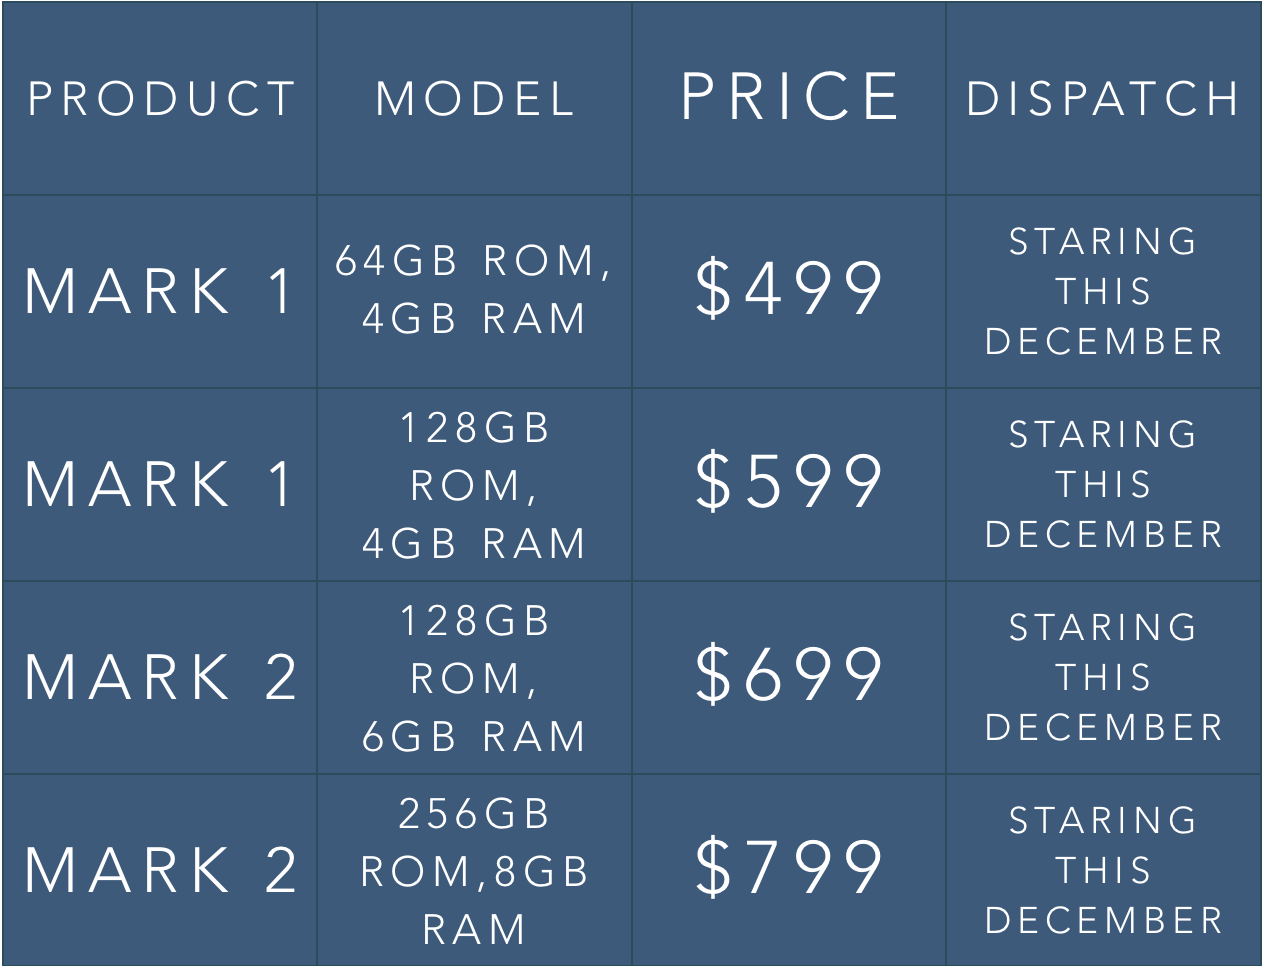 PRODUCT MODEL PRICE DISPATCH
MARK 1
64GB ROM,
4GB RAM
$499
STARING
THIS
DECEMBER
MARK 1
128GB
ROM,
4GB RAM
$599
STARING
THIS
DECEMBER
MARK 2
128GB
ROM,
6GB RAM
$699
STARING
THIS
DECEMBER
MARK 2
256GB
ROM,8GB
RAM
$799
STARING
THIS
DECEMBER